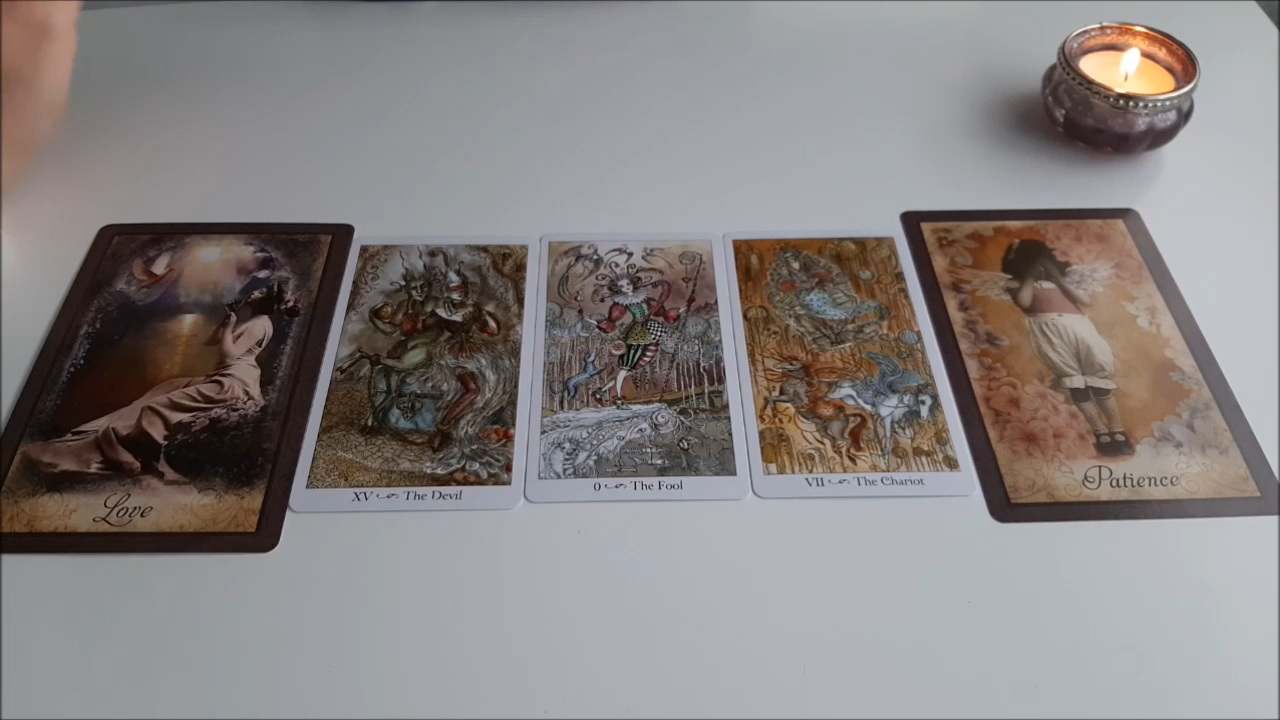 Love
XV The Devil
0 The Fool
VII The Chariot
Patience